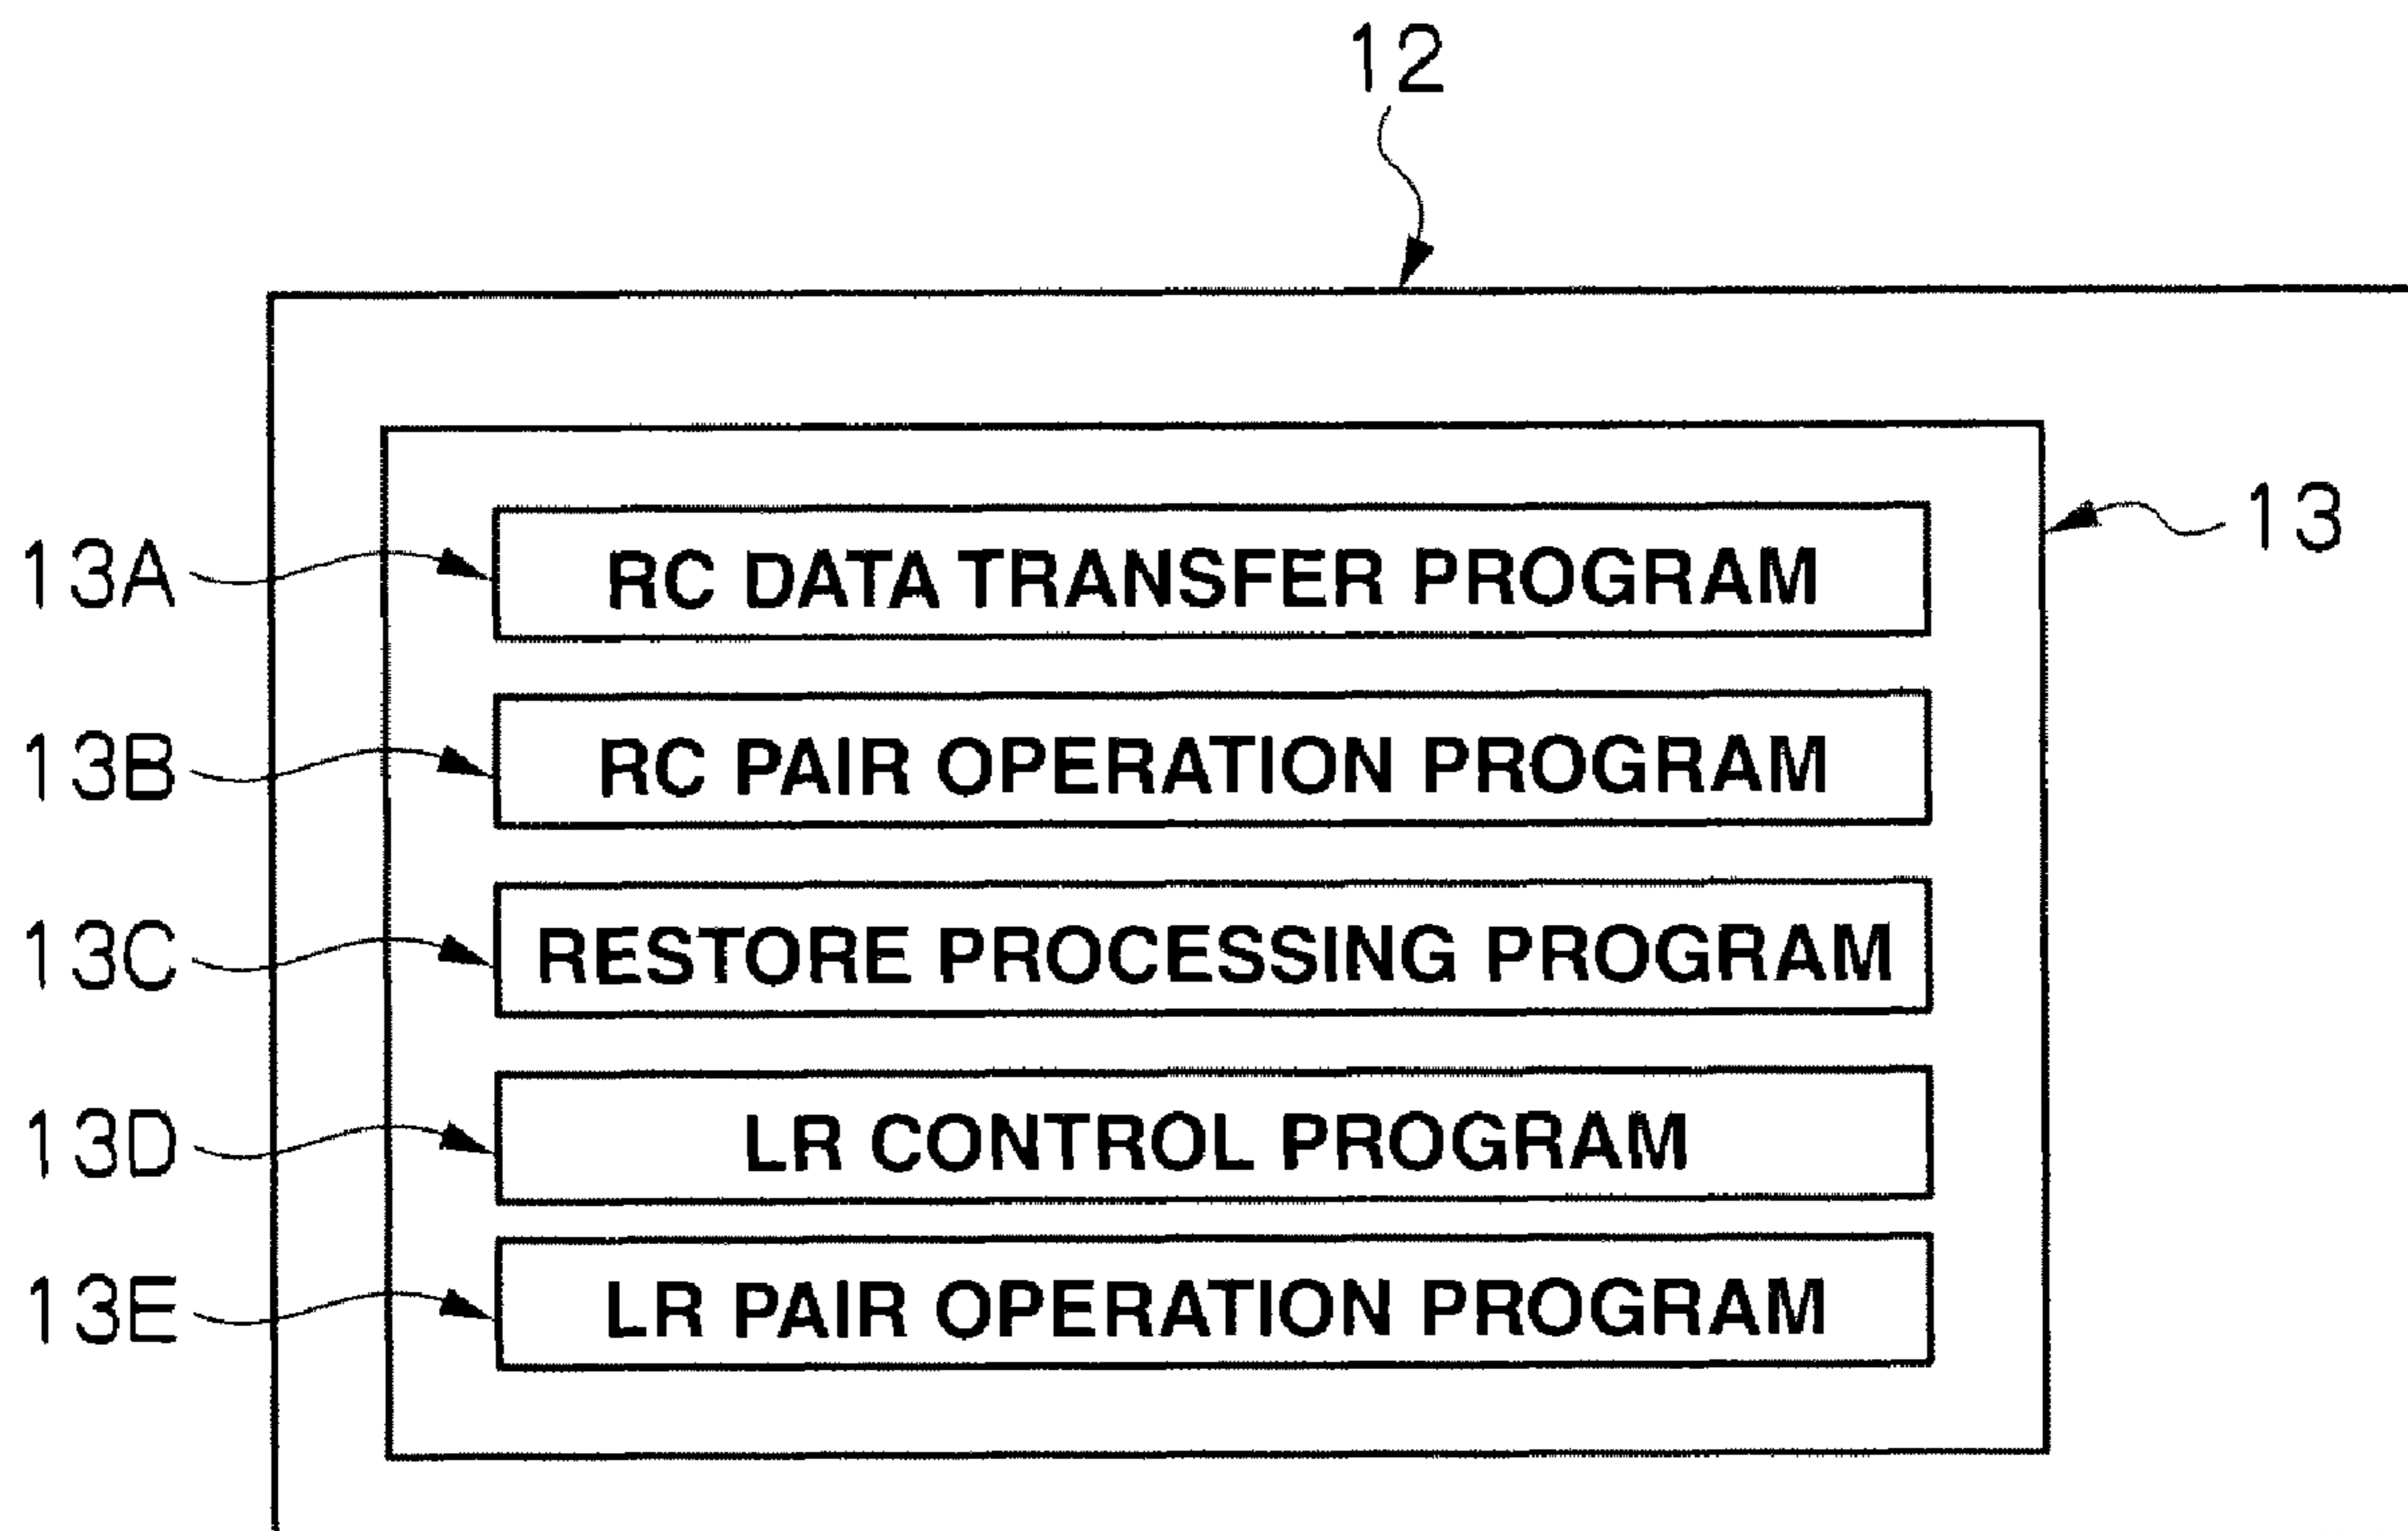 12
13
13A RC DATA TRANSFER PROGRAM
13B RC PAIR OPERATION PROGRAM
13C RESTORE PROCESSING PROGRAM
13D LR CONTROL PROGRAM
13E LR PAIR OPERATION PROGRAM